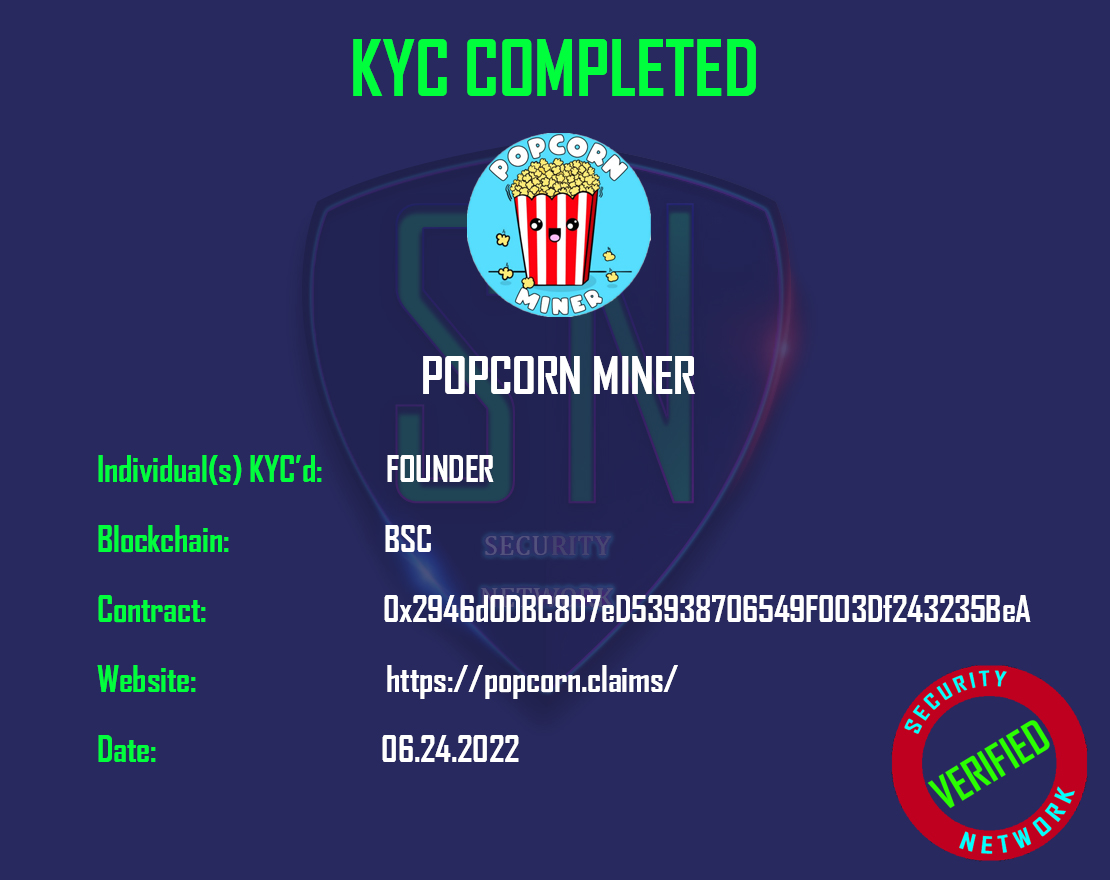 KYC COMPLETED
POPCORN
MINER
POPCORN MINER
Individual(s) KYC'd: FOUNDER
Blockchain: BSC
SN
SECURITY
NETWORK
Contract: 0x2946d0DBC8D7eD53938706549F003Df243235BeA
Website: https://popcorn.claims/
Date: 06.24.2022
SECURITY
VERIFIED
NETWORK